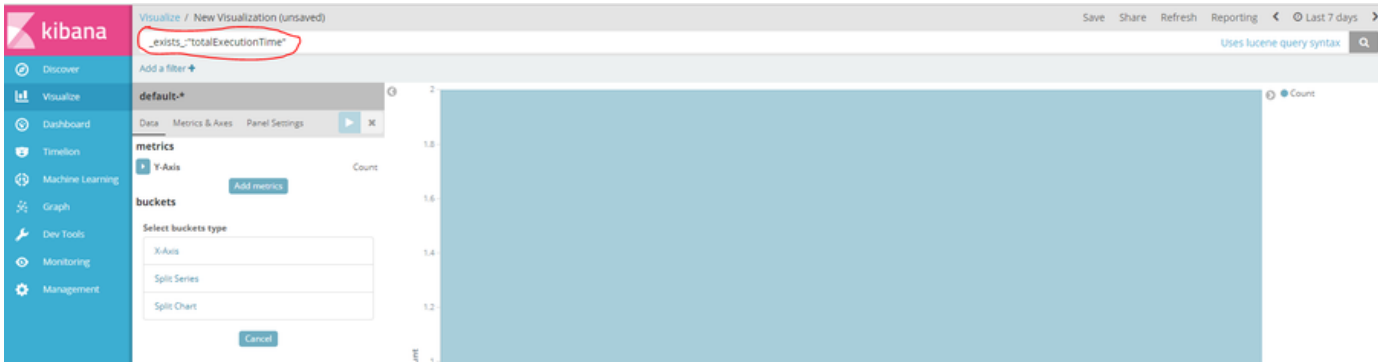 kibana
Discover
Visualize
Dashboard
Timelion
Machine Learning
Graph
Dev Tools
Monitoring
Management
Visualize / New Visualization (unsaved)
Save Share Refresh Reporting Last 7 days
_exists_:"totalExecutionTime"
Uses lucene query syntax
Add a filter +
default-*
Data Metrics & Axes Panel Settings
metrics
Y-Axis Count
Add metrics
buckets
Select buckets type
X-Axis
Split Series
Split Chart
Cancel
2
1.8
1.6
1.4
1.2
1
Count